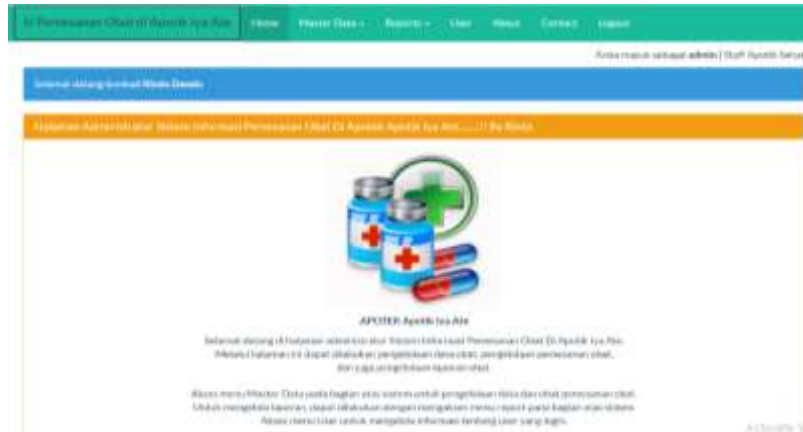 SI Pemesanan Obat di Apotik Iya Ate Home Master Data Reports User About Contact Logout
Anda masuk sebagai admin | Staff Apotik
Selamat datang kembali
Halaman Administrator Sistem Informasi Pemesanan Obat Di Apotek Apotik Iya Ate
APOTEK Apotik Iya Ate
Selamat datang di halaman administrator Sistem Informasi Pemesanan Obat Di Apotik Iya Ate.
Melalui halaman ini dapat dilakukan pengelolaan data obat, pengelolaan pemesanan obat,
dan juga pengelolaan laporan obat.
Akses menu Master Data pada bagian atas sistem untuk pengelolaan data dan obat pemesanan obat.
Untuk mengelola laporan, dapat dilakukan dengan mengakses menu report pada bagian atas sistem
Akses menu User untuk mengelola informasi tentang user yang login.
Activate